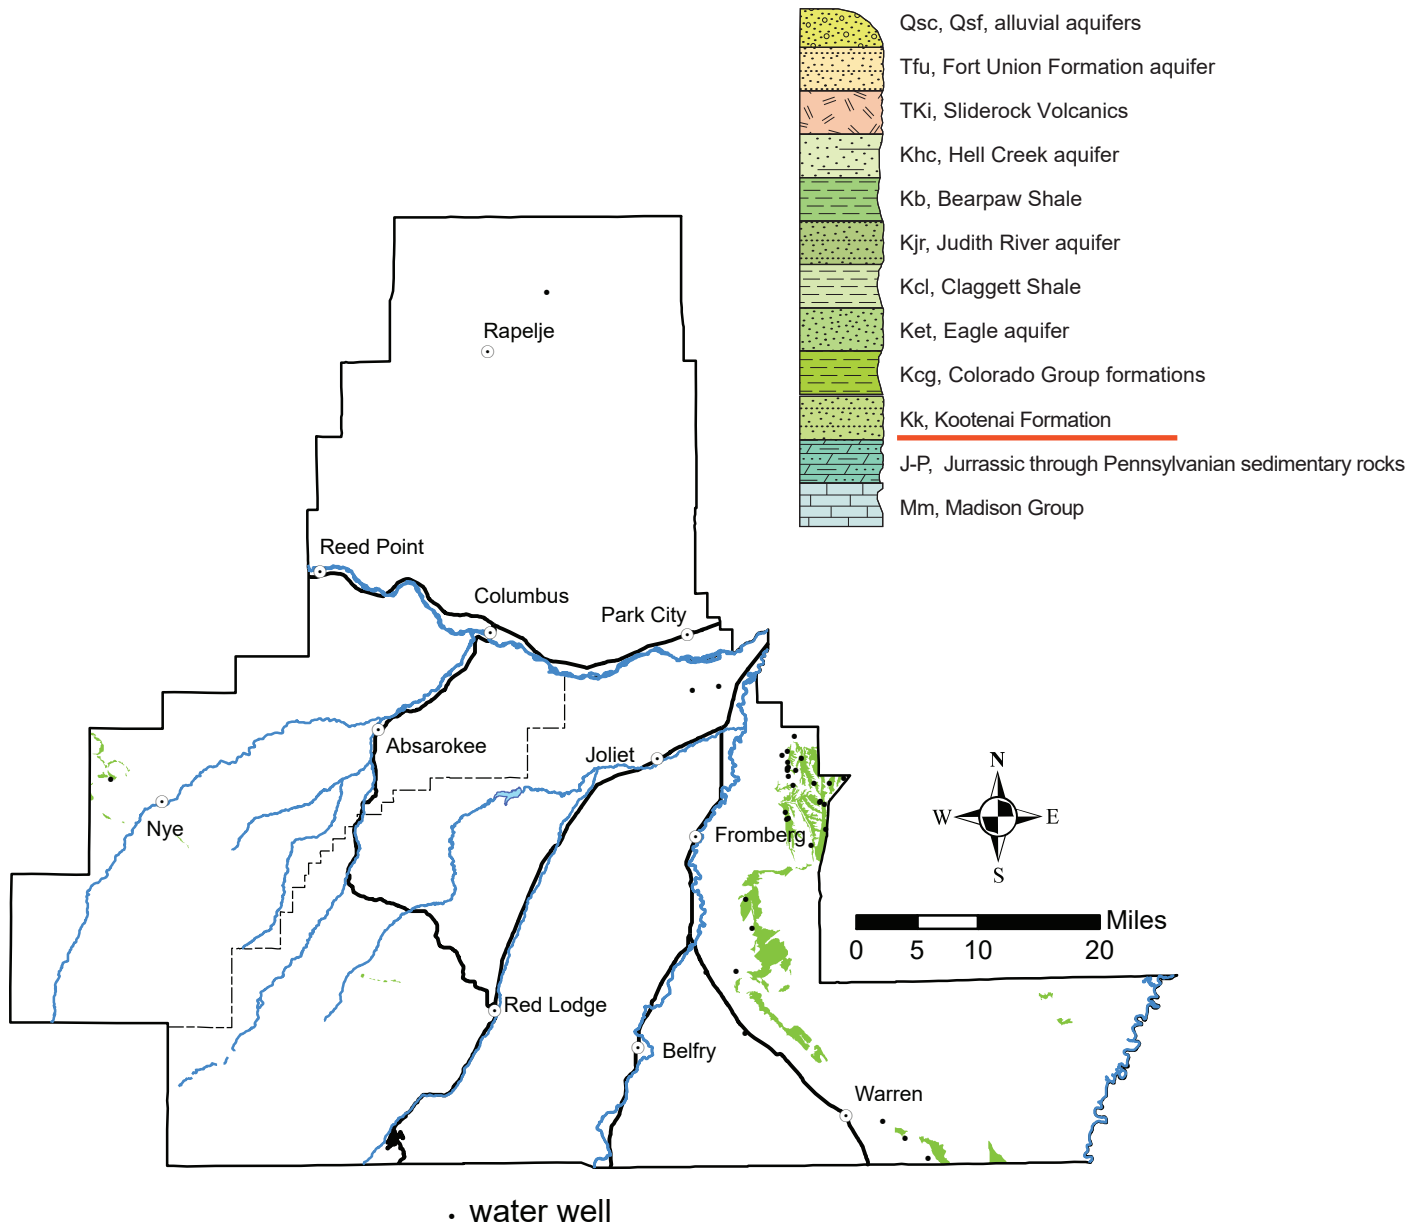 Qsc, Qsf, alluvial aquifers
Tfu, Fort Union Formation aquifer
TKi, Sliderock Volcanics
Khc, Hell Creek aquifer
Kb, Bearpaw Shale
Kjr, Judith River aquifer
Kcl, Claggett Shale
Ket, Eagle aquifer
Kcg, Colorado Group formations
Kk, Kootenai Formation
J-P, Jurrassic through Pennsylvanian sedimentary rocks
Mm, Madison Group
Rapelje
Reed Point
Columbus
Park City
Absarokee
Joliet
Nye
Fromberg
N
W E
S
Miles
0 5 10 20
Red Lodge
Belfry
Warren
water well